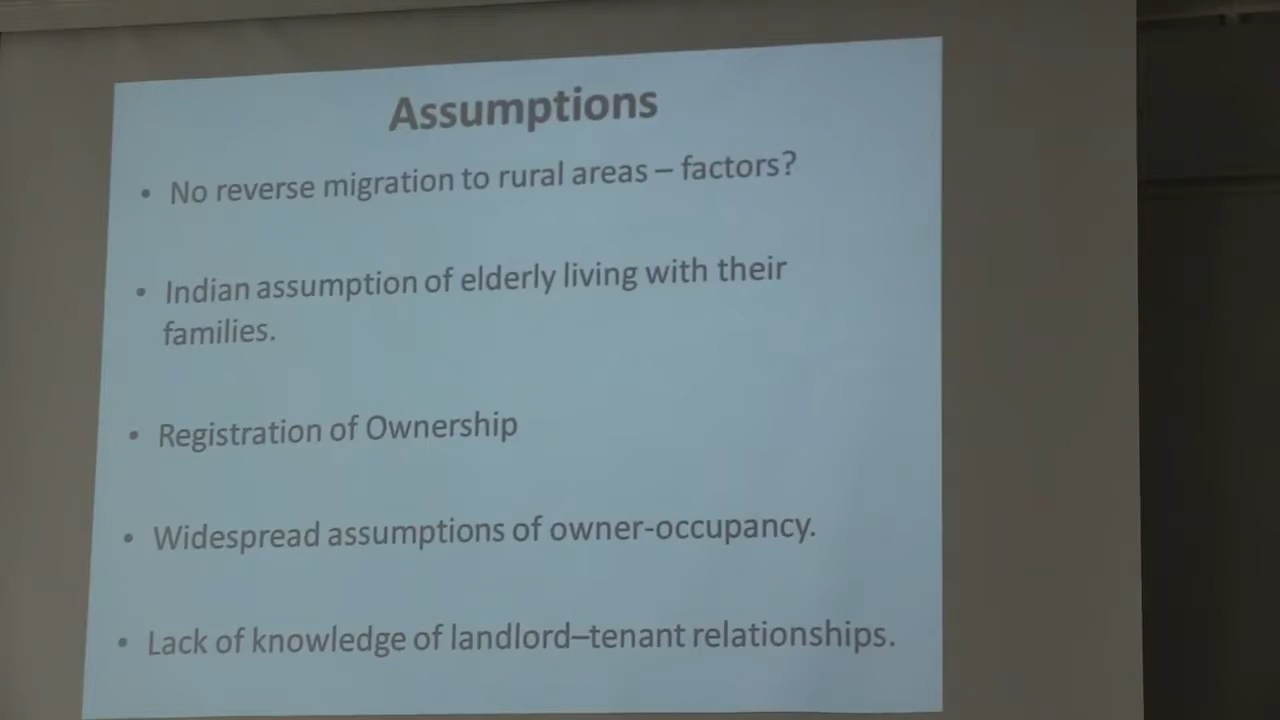 Assumptions
• No reverse migration to rural areas – factors?
• Indian assumption of elderly living with their
families.
• Registration of Ownership
• Widespread assumptions of owner-occupancy.
• Lack of knowledge of landlord–tenant relationships.